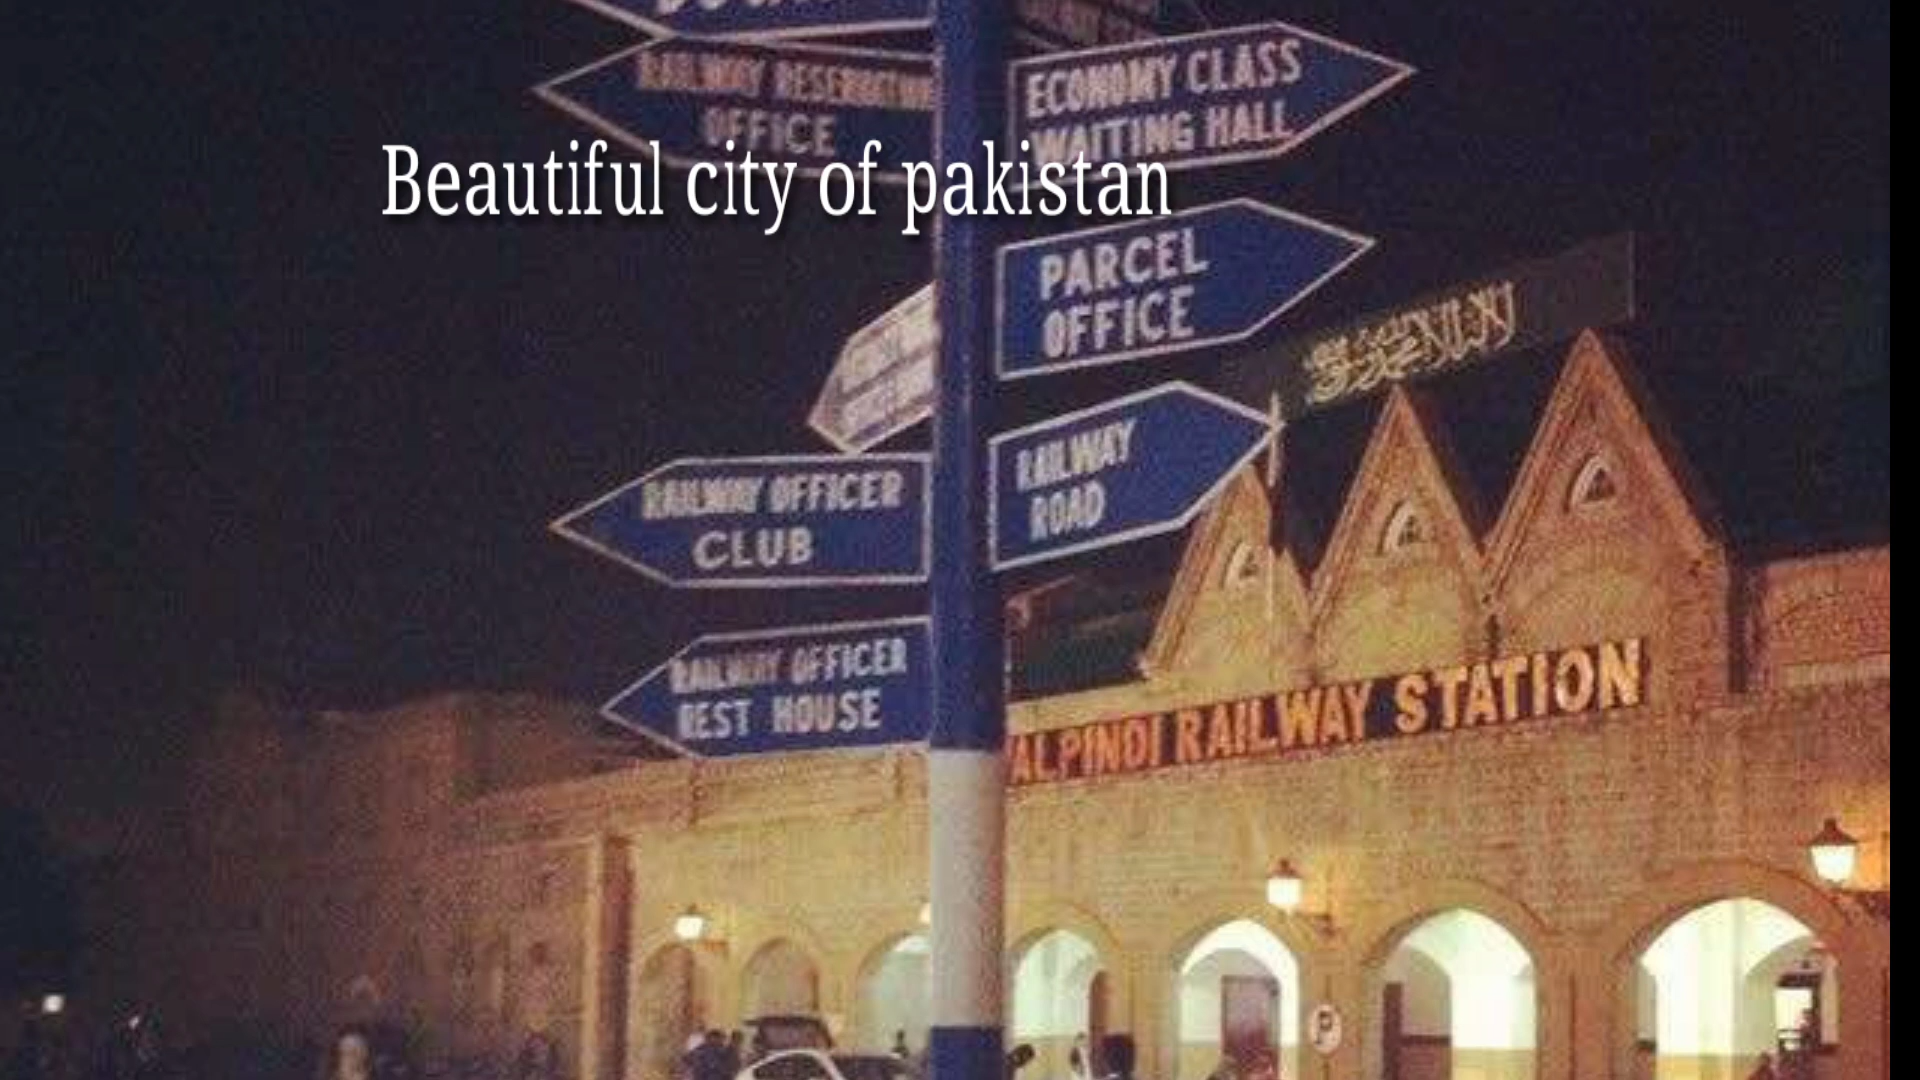 RAILWAY RESERVATION
OFFICE
ECONOMY CLASS
WAITING HALL
Beautiful city of pakistan
PARCEL
OFFICE
RAILWAY
ROAD
RAILWAY OFFICER
CLUB
RAILWAY OFFICER
REST HOUSE
ALPINDI RAILWAY STATION